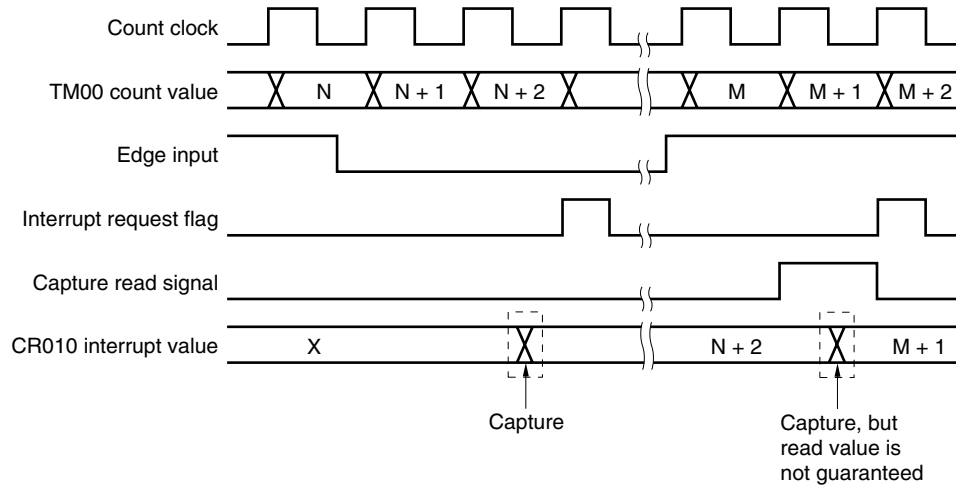 Count clock
TM00 count value
N
N + 1
N + 2
M
M + 1
M + 2
Edge input
Interrupt request flag
Capture read signal
CR010 interrupt value
X
N + 2
M + 1
Capture
Capture, but
read value is
not guaranteed